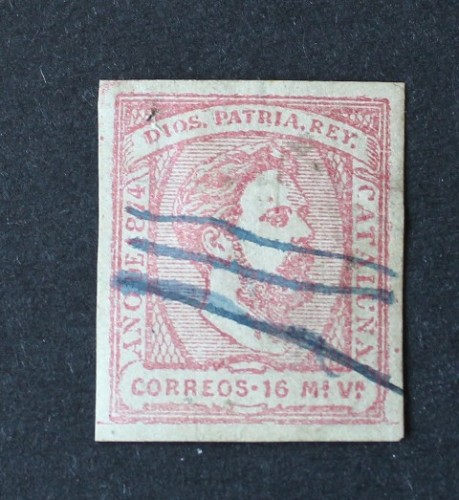 DIOS, PATRIA, REY.
AÑO DE 1874
CATALUÑA
CORREOS · 16 Mˢ. Vⁿ.